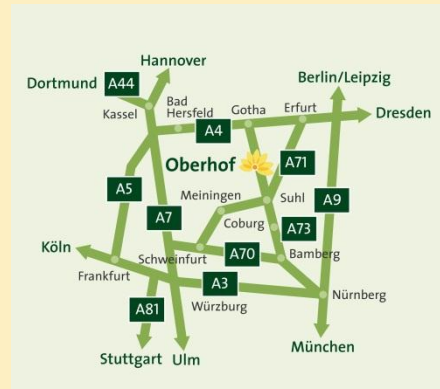 Hannover
Dortmund
A44
Berlin/Leipzig
Kassel
Bad
Hersfeld
Gotha
Erfurt
Dresden
A4
Oberhof
A71
A5
Meiningen
Suhl
A9
A7
Coburg
A73
Köln
Schweinfurt
A70
Bamberg
Frankfurt
A3
Nürnberg
A81
Würzburg
Stuttgart
Ulm
München